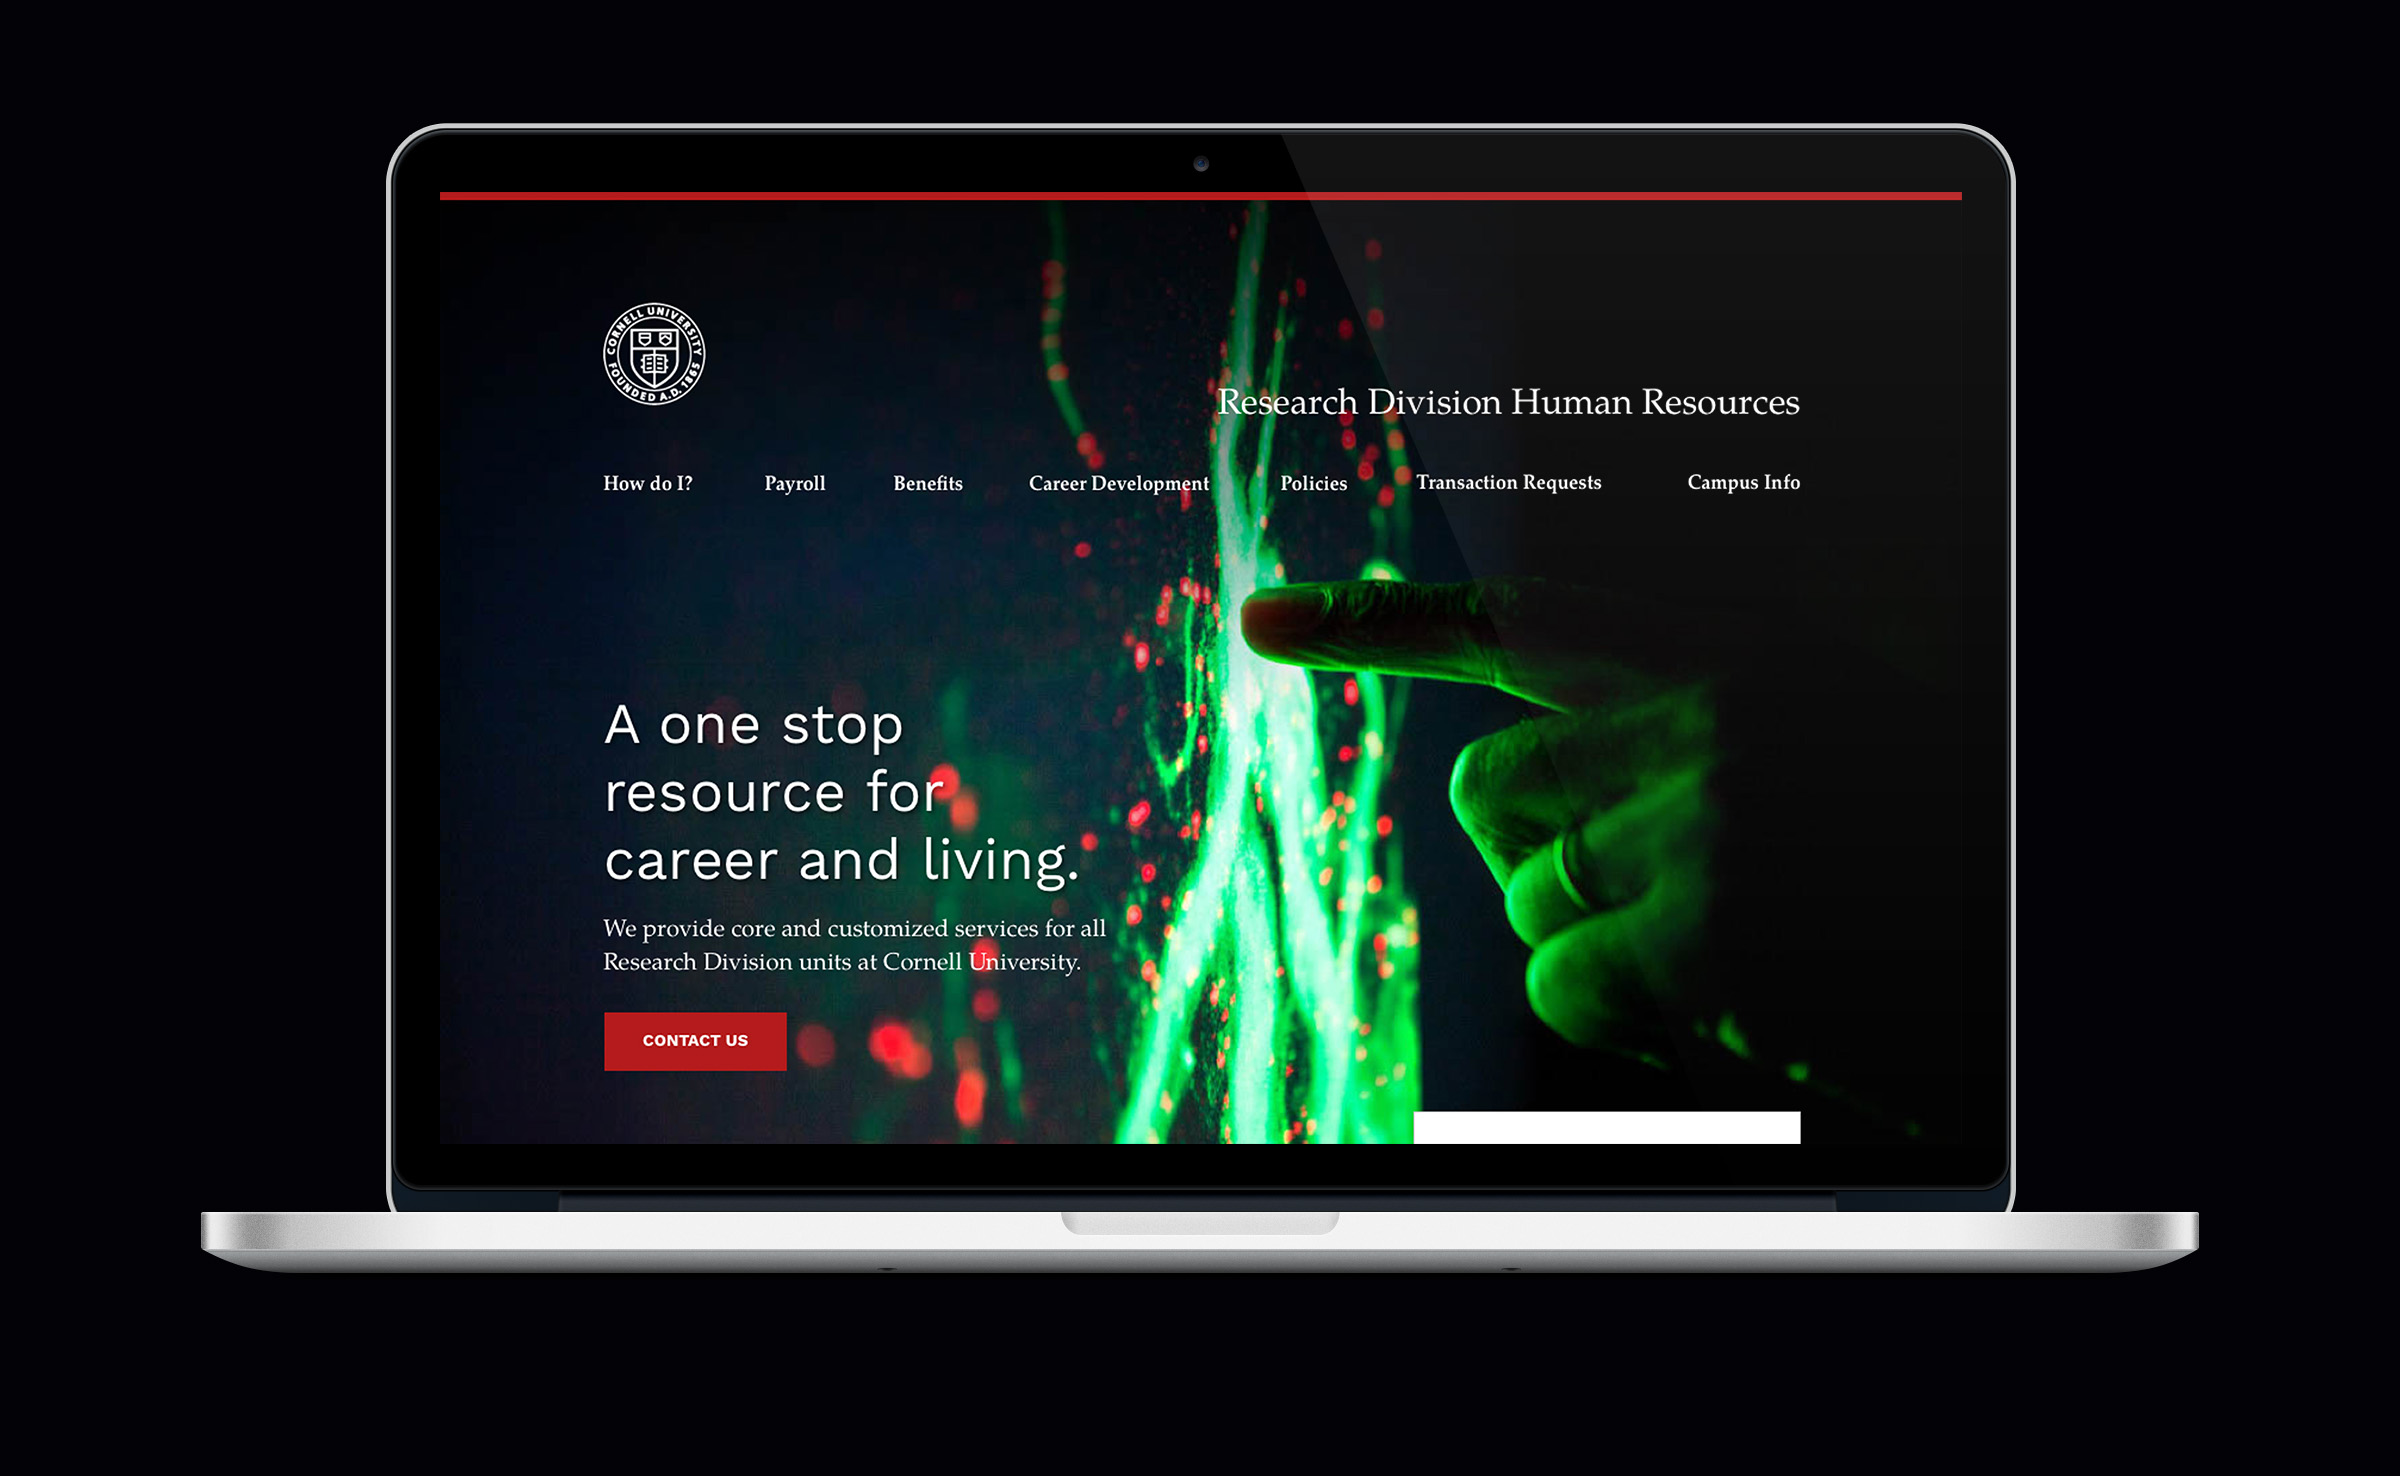 CORNELL UNIVERSITY
FOUNDED A.D. 1865
Research Division Human Resources
How do I? Payroll Benefits Career Development Policies Transaction Requests Campus Info
A one stop
resource for
career and living.
We provide core and customized services for all
Research Division units at Cornell University.
CONTACT US